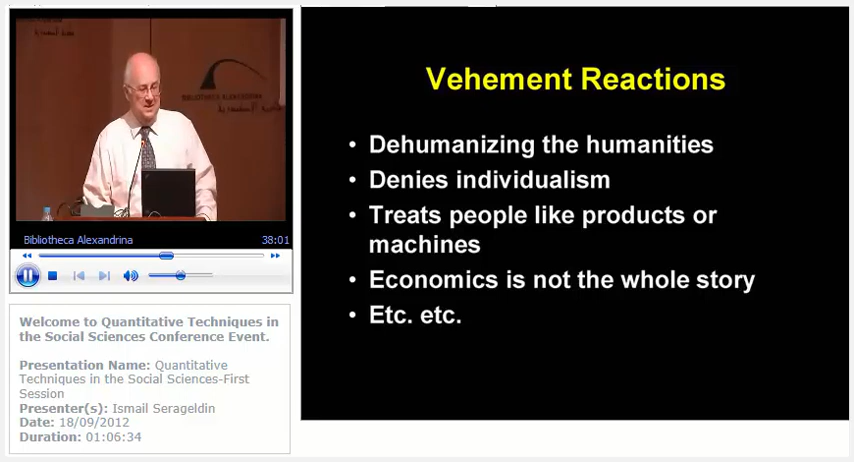 BIBLIOTHECA ALEXANDRINA
Bibliotheca Alexandrina
38:01
Welcome to Quantitative Techniques in
the Social Sciences Conference Event.
Presentation Name: Quantitative
Techniques in the Social Sciences-First
Session
Presenter(s): Ismail Serageldin
Date: 18/09/2012
Duration: 01:06:34
Vehement Reactions
• Dehumanizing the humanities
• Denies individualism
• Treats people like products or
machines
• Economics is not the whole story
• Etc. etc.